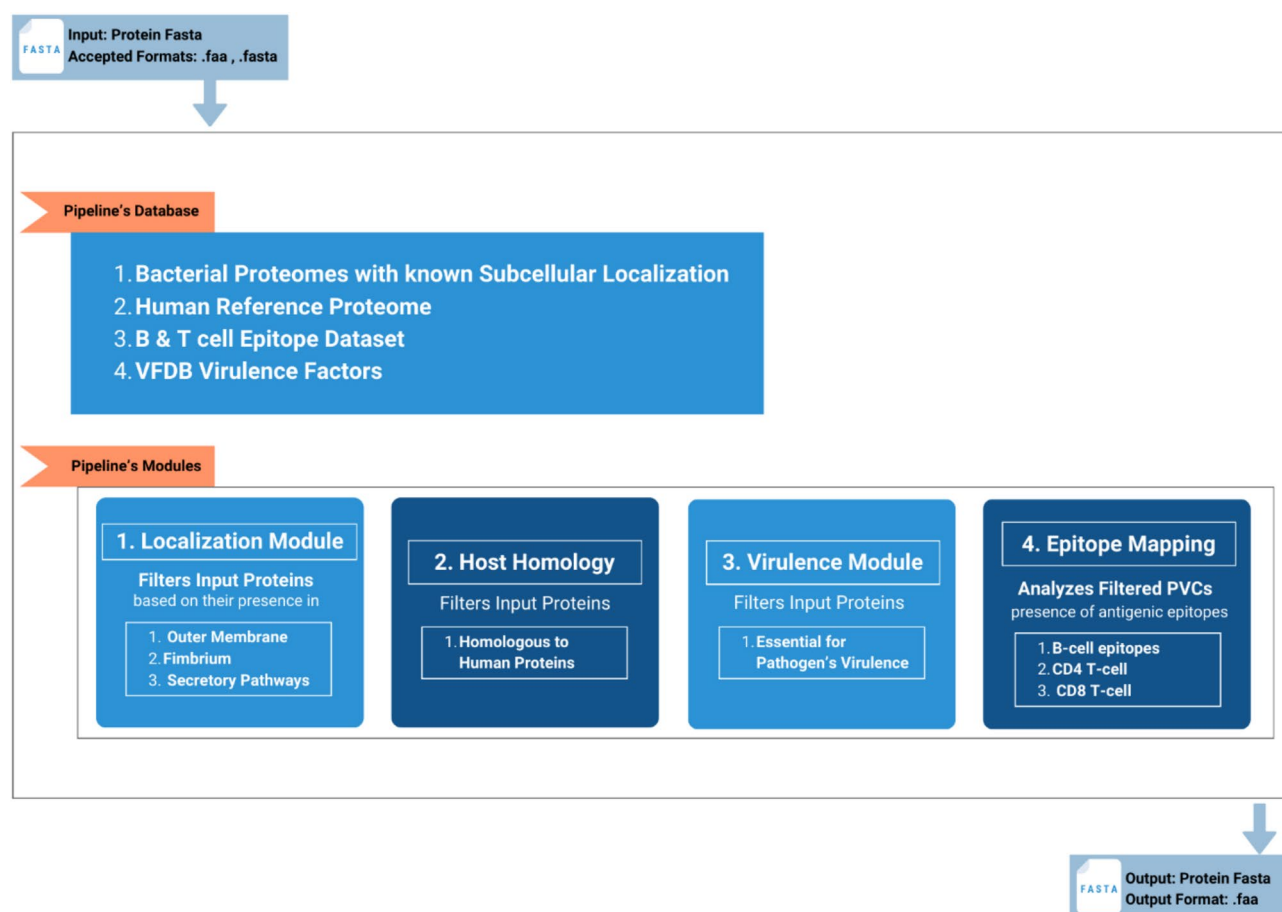 FASTA
Input: Protein Fasta
Accepted Formats: .faa , .fasta
Pipeline's Database
1. Bacterial Proteomes with known Subcellular Localization
2. Human Reference Proteome
3. B & T cell Epitope Dataset
4. VFDB Virulence Factors
Pipeline's Modules
1. Localization Module
Filters Input Proteins
based on their presence in
1. Outer Membrane
2. Fimbrium
3. Secretory Pathways
2. Host Homology
Filters Input Proteins
1. Homologous to
Human Proteins
3. Virulence Module
Filters Input Proteins
1. Essential for
Pathogen's Virulence
4. Epitope Mapping
Analyzes Filtered PVCs
presence of antigenic epitopes
1. B-cell epitopes
2. CD4 T-cell
3. CD8 T-cell
FASTA
Output: Protein Fasta
Output Format: .faa